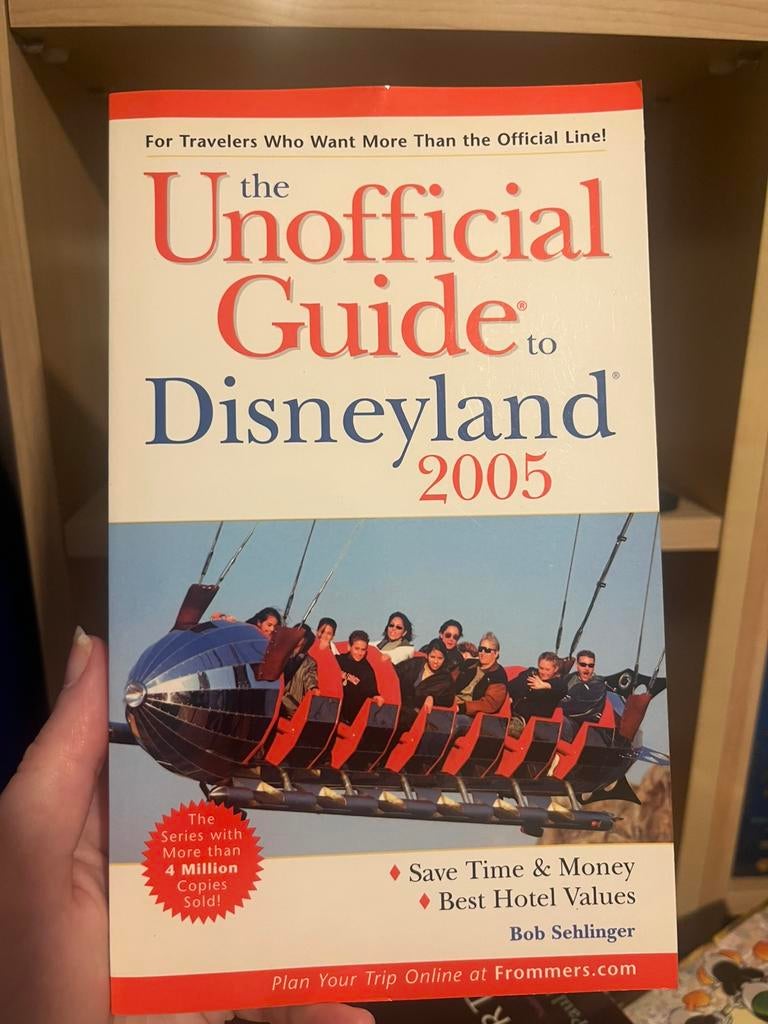 For Travelers Who Want More Than the Official Line!
the
Unofficial
Guide® to
Disneyland®
2005
The
Series with
More than
4 Million
Copies
Sold!
♦ Save Time & Money
♦ Best Hotel Values
Bob Sehlinger
Plan Your Trip Online at Frommers.com